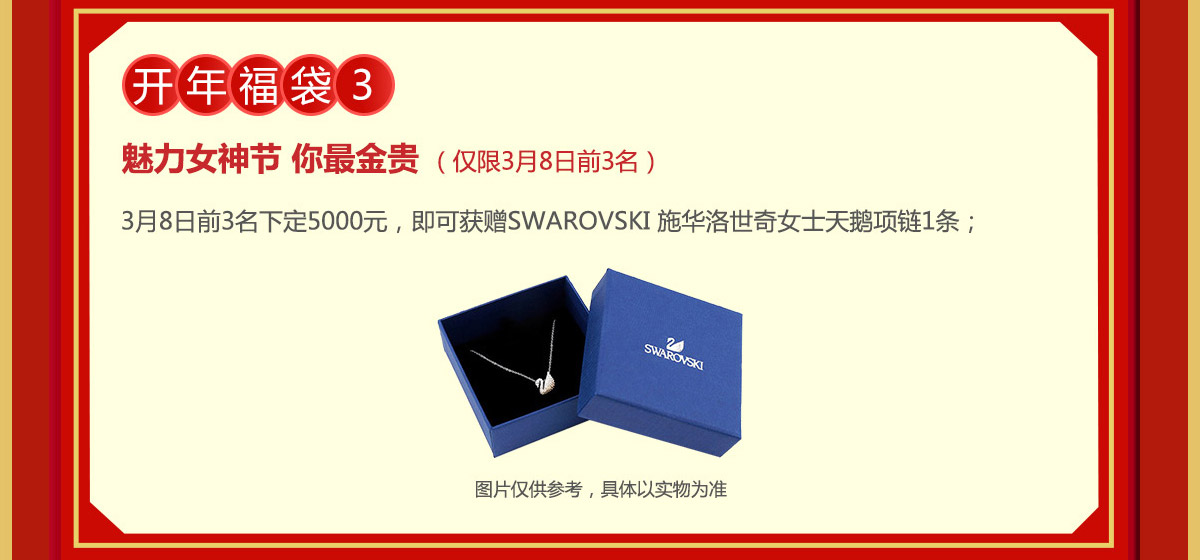 开年福袋3
魅力女神节 你最金贵（仅限3月8日前3名）
3月8日前3名下定5000元，即可获赠SWAROVSKI 施华洛世奇女士天鹅项链1条；
SWAROVSKI
图片仅供参考，具体以实物为准